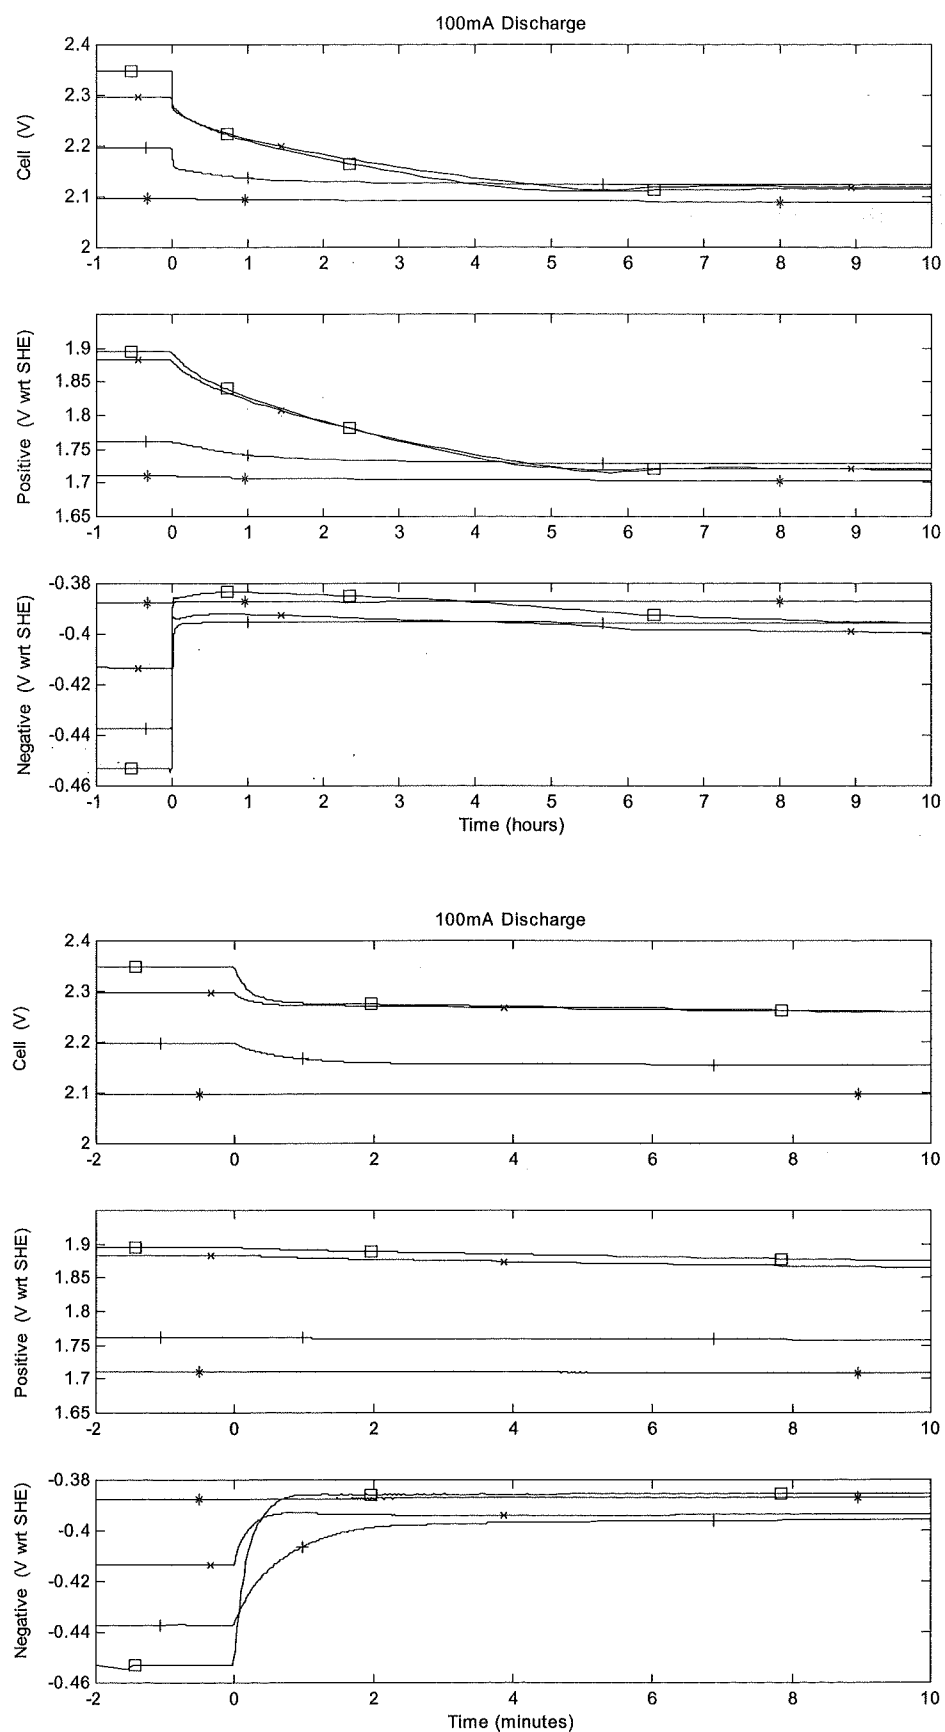 100mA Discharge
2.4
2.3
2.2
2.1
2
Cell (V)
-1 0 1 2 3 4 5 6 7 8 9 10
1.9
1.85
1.8
1.75
1.7
1.65
Positive (V wrt SHE)
-1 0 1 2 3 4 5 6 7 8 9 10
-0.38
-0.4
-0.42
-0.44
-0.46
Negative (V wrt SHE)
-1 0 1 2 3 4 5 6 7 8 9 10
Time (hours)
100mA Discharge
2.4
2.3
2.2
2.1
2
Cell (V)
-2 0 2 4 6 8 10
1.9
1.85
1.8
1.75
1.7
1.65
Positive (V wrt SHE)
-2 0 2 4 6 8 10
-0.38
-0.4
-0.42
-0.44
-0.46
Negative (V wrt SHE)
-2 0 2 4 6 8 10
Time (minutes)